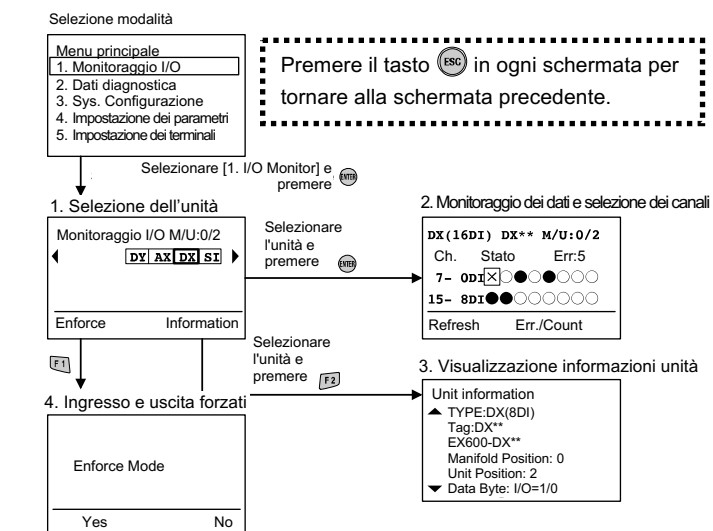 Selezione modalità
Menu principale
1. Monitoraggio I/O
2. Dati diagnostica
3. Sys. Configurazione
4. Impostazione dei parametri
5. Impostazione dei terminali
Premere il tasto ESC in ogni schermata per
tornare alla schermata precedente.
Selezionare [1. I/O Monitor] e
premere ENTER
1. Selezione dell'unità
Monitoraggio I/O M/U:0/2
DY AX DX SI
Enforce Information
Selezionare
l'unità e
premere ENTER
2. Monitoraggio dei dati e selezione dei canali
DX(16DI) DX** M/U:0/2
Ch. Stato Err:5
7- 0DI
15- 8DI
Refresh Err./Count
F1
Selezionare
l'unità e
premere F2
3. Visualizzazione informazioni unità
Unit information
TYPE:DX(8DI)
Tag:DX**
EX600-DX**
Manifold Position: 0
Unit Position: 2
Data Byte: I/O=1/0
4. Ingresso e uscita forzati
Enforce Mode
Yes No